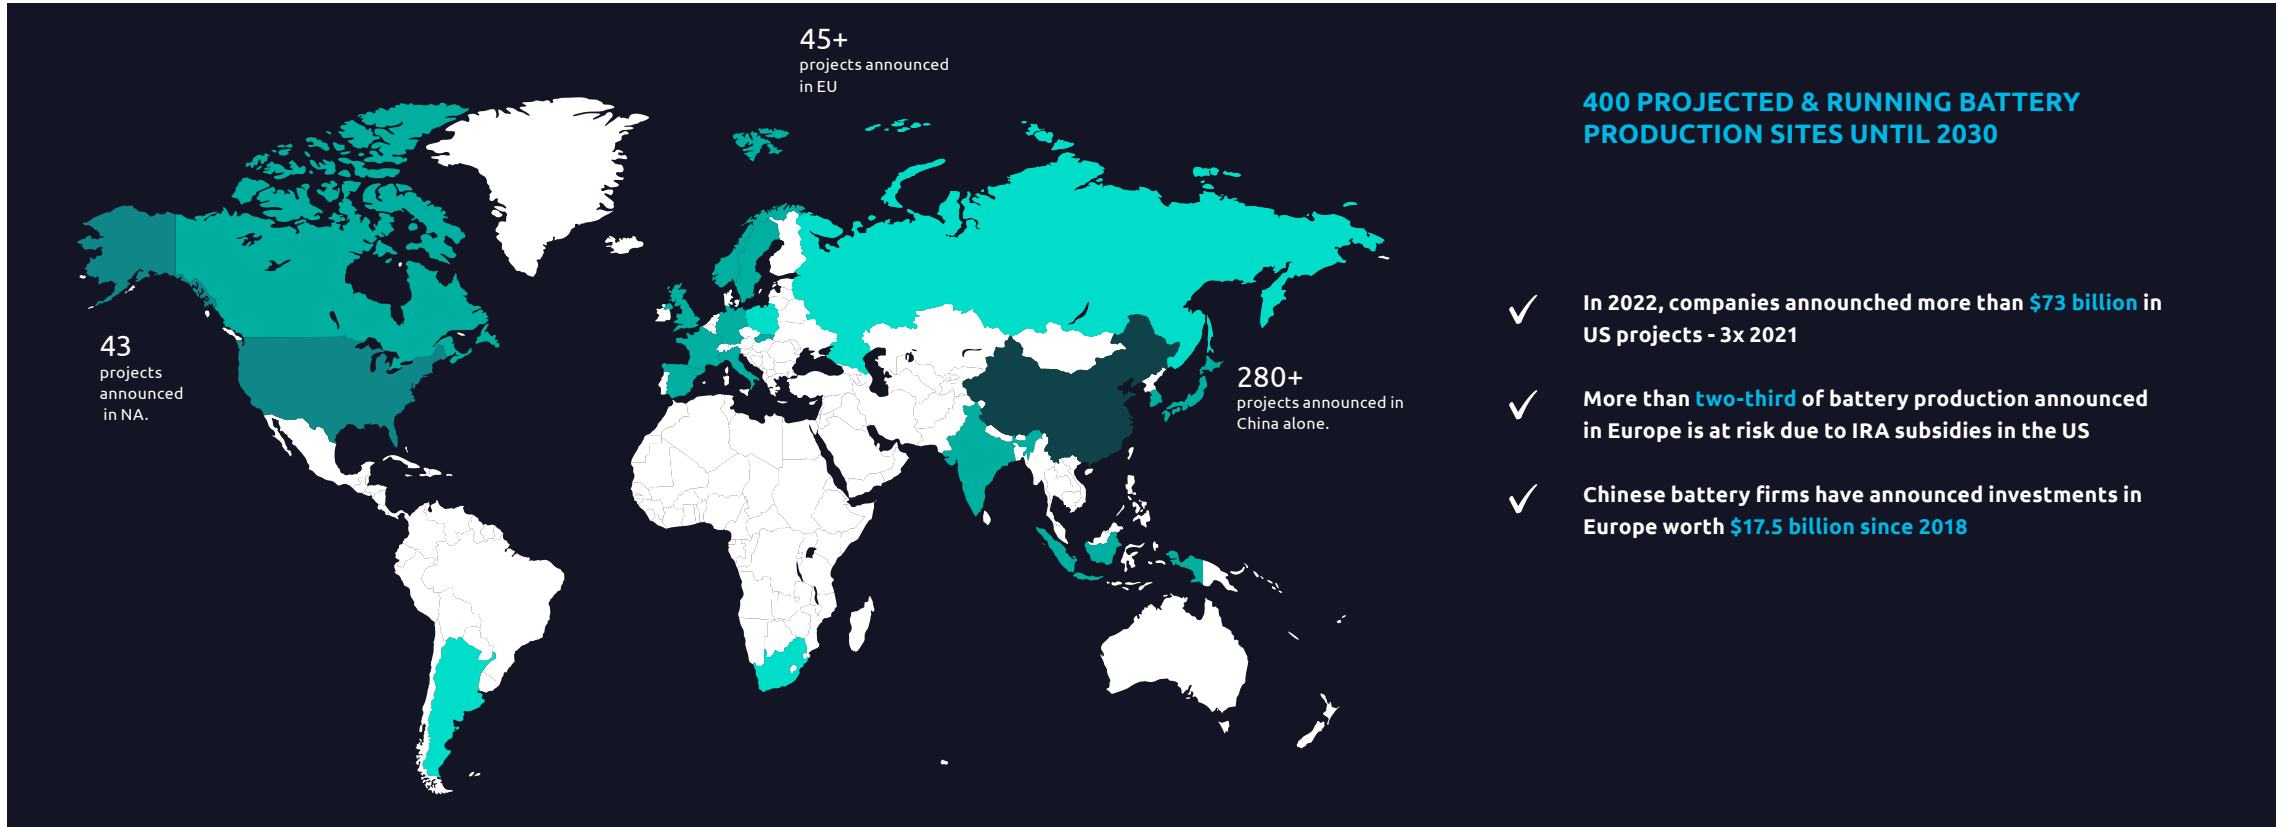 45+
projects announced
in EU
43
projects
announced
in NA.
280+
projects announced in
China alone.
400 PROJECTED & RUNNING BATTERY
PRODUCTION SITES UNTIL 2030
In 2022, companies announched more than $73 billion in
US projects - 3x 2021
More than two-third of battery production announced
in Europe is at risk due to IRA subsidies in the US
Chinese battery firms have announced investments in
Europe worth $17.5 billion since 2018